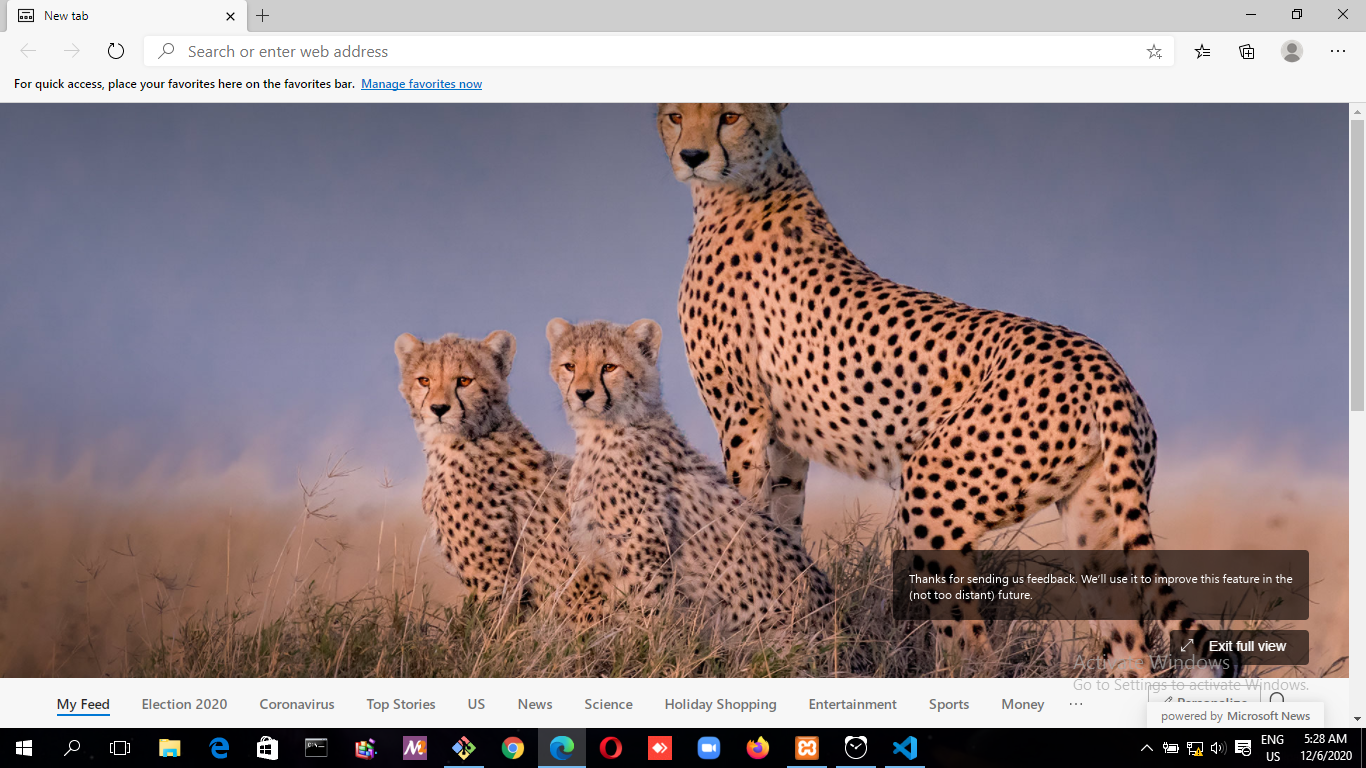 New tab
Search or enter web address
For quick access, place your favorites here on the favorites bar. Manage favorites now
Thanks for sending us feedback. We'll use it to improve this feature in the
(not too distant) future.
Exit full view
Activate Windows
Go to Settings to activate Windows.
My Feed Election 2020 Coronavirus Top Stories US News Science Holiday Shopping Entertainment Sports Money ... Personalize
powered by Microsoft News
ENG
US
5:28 AM
12/6/2020